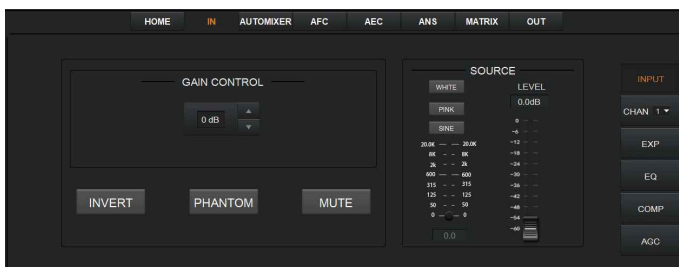 HOME IN AUTOMIXER AFC AEC ANS MATRIX OUT
GAIN CONTROL
0 dB
INVERT PHANTOM MUTE
SOURCE
WHITE
PINK
SINE
20.0K 20.0K
8K 8K
2k 2k
600 600
315 315
125 125
50 50
0 0
0.0
LEVEL
0.0dB
0
-6
-12
-18
-24
-30
-36
-42
-48
-54
-60
INPUT
CHAN 1
EXP
EQ
COMP
AGC